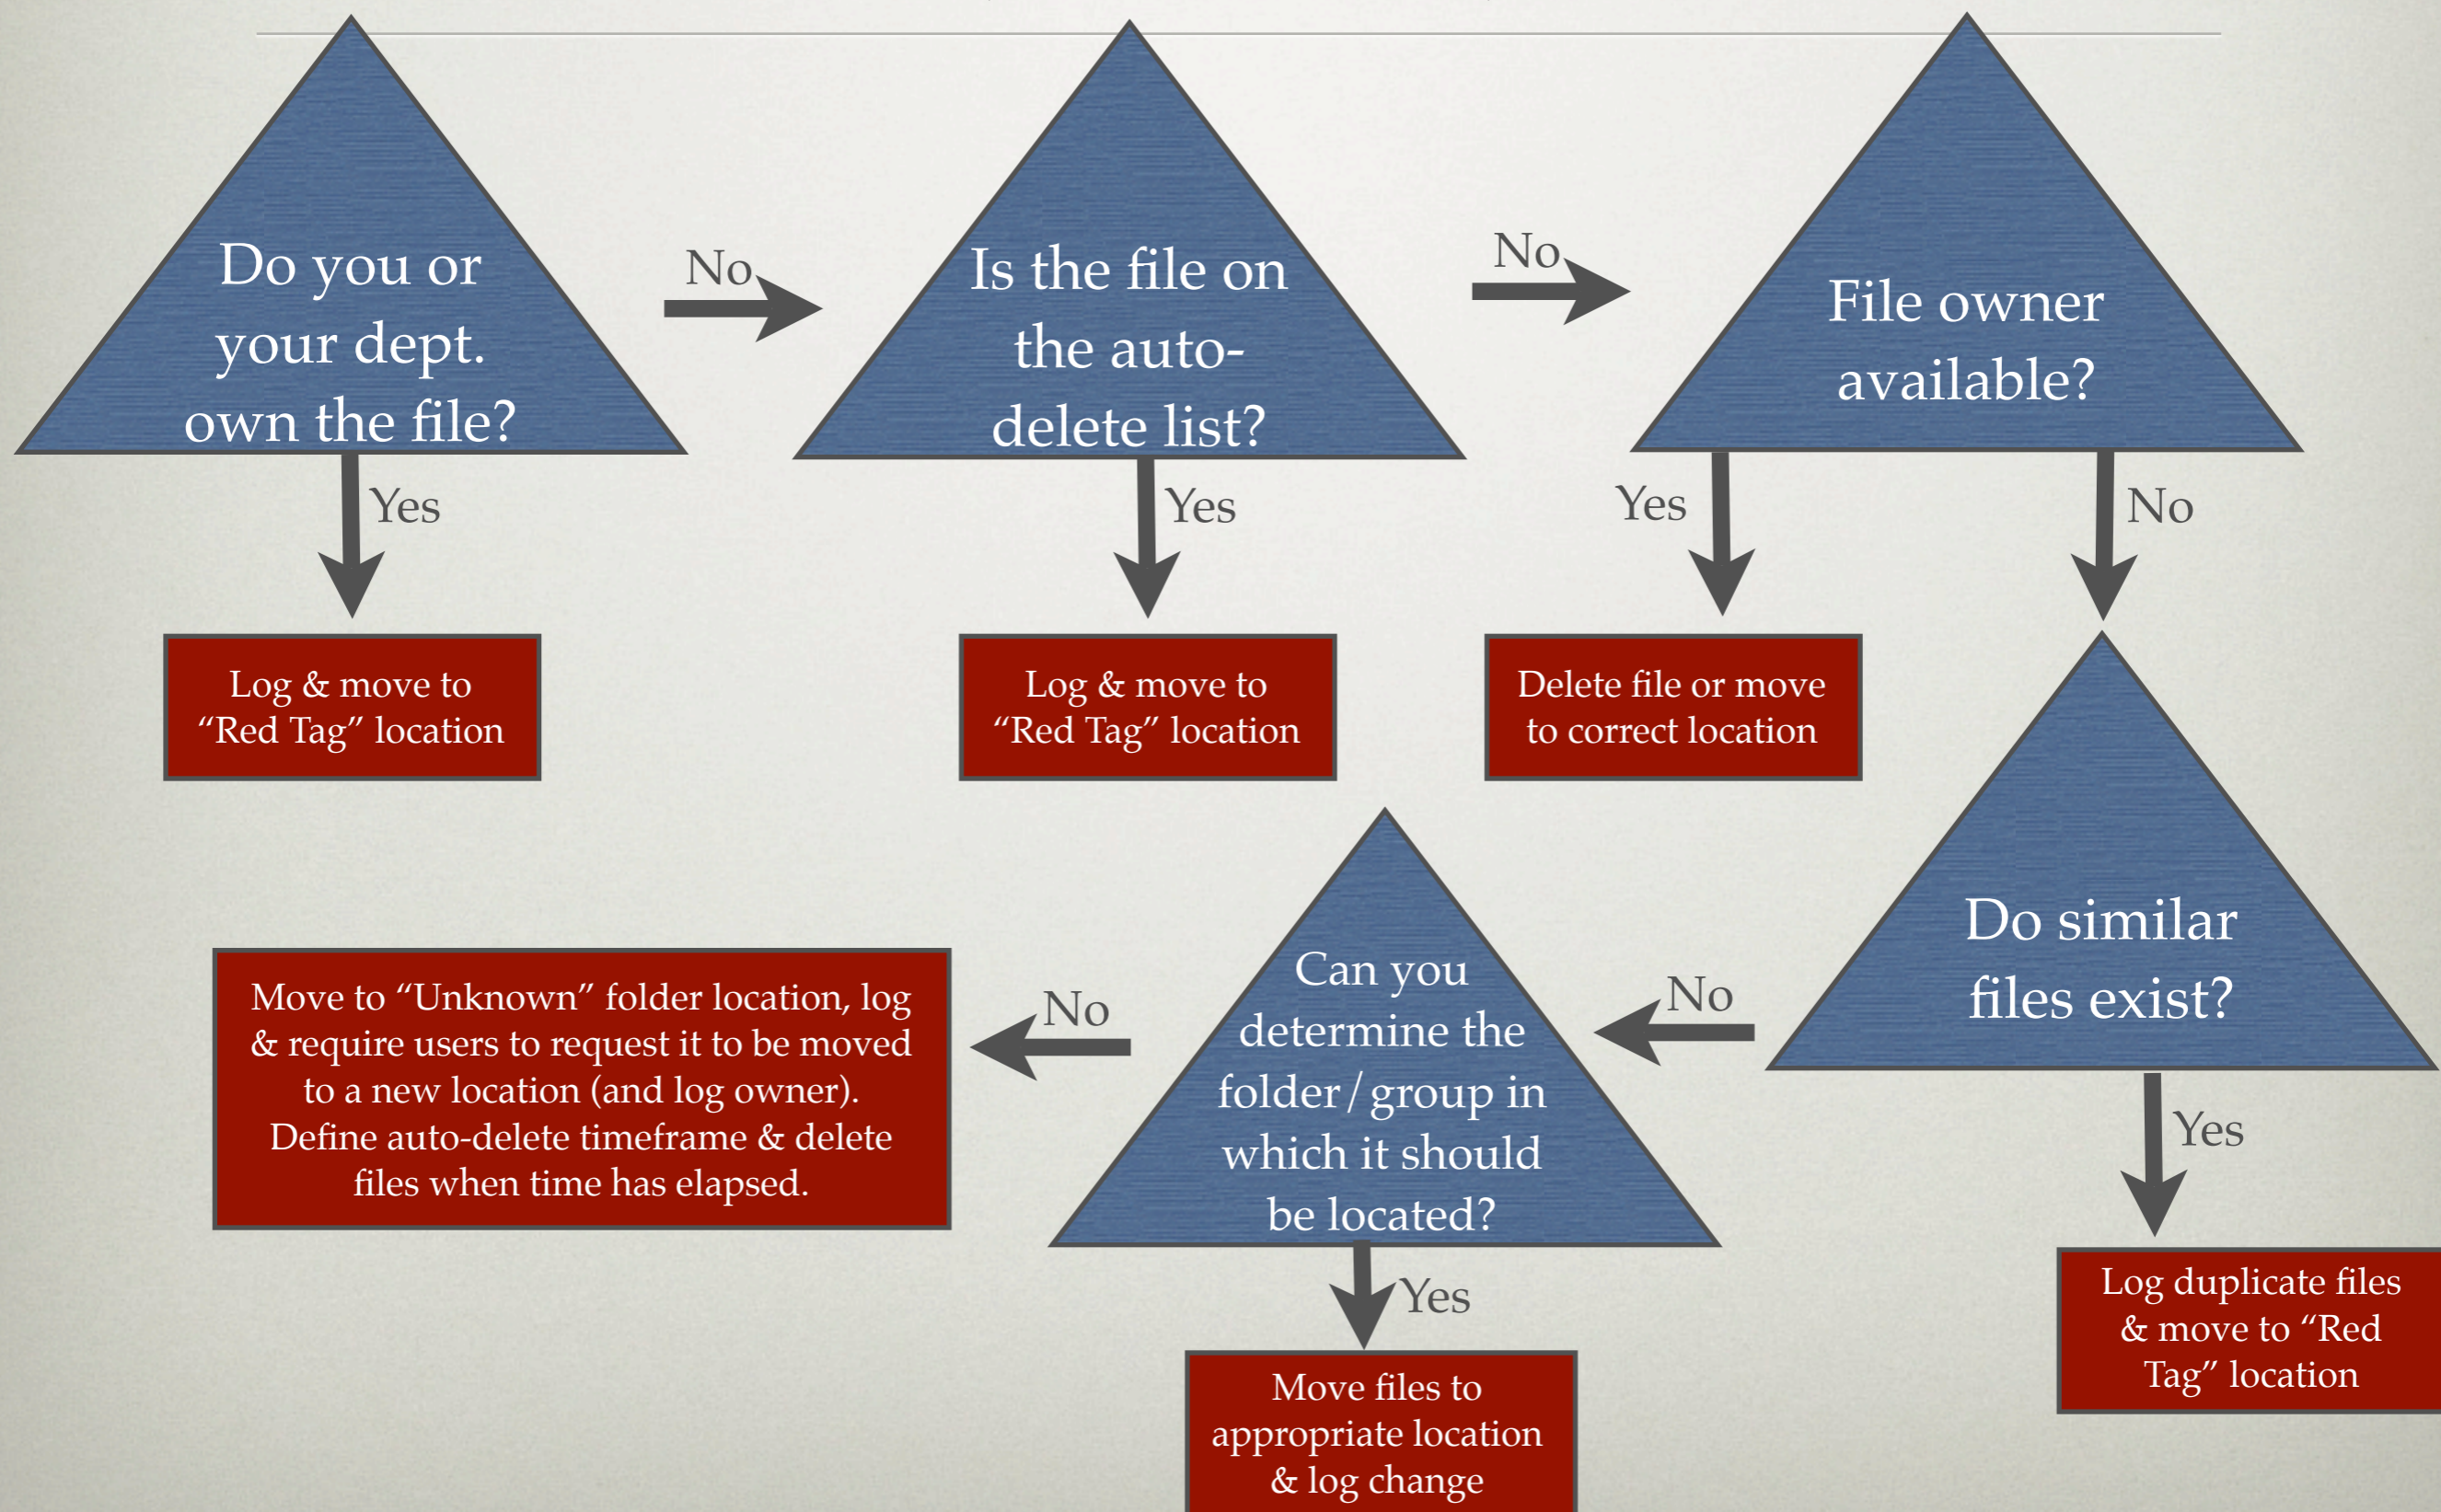 Do you or
your dept.
own the file?
No
Is the file on
the auto-
delete list?
No
File owner
available?
Yes
Yes
Yes
No
Log & move to
“Red Tag” location
Log & move to
“Red Tag” location
Delete file or move
to correct location
Do similar
files exist?
No
Can you
determine the
folder/group in
which it should
be located?
No
Move to “Unknown” folder location, log
& require users to request it to be moved
to a new location (and log owner).
Define auto-delete timeframe & delete
files when time has elapsed.
Yes
Log duplicate files
& move to “Red
Tag” location
Yes
Move files to
appropriate location
& log change